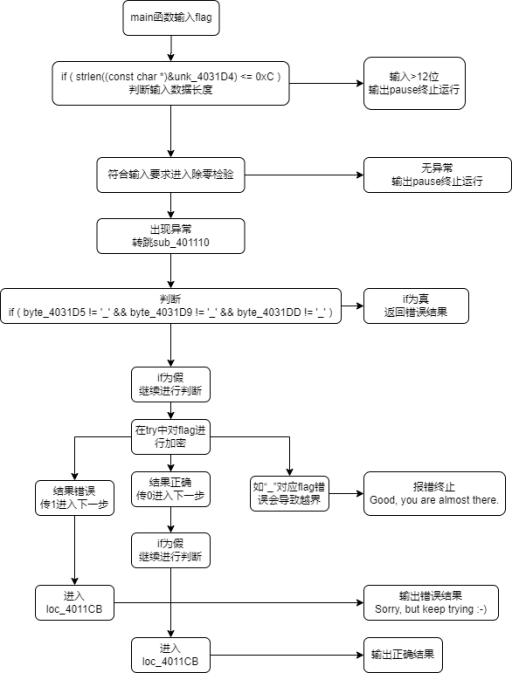 main函数输入flag
if ( strlen((const char *)&unk_4031D4) <= 0xC )
判断输入数据长度
输入>12位
输出pause终止运行
符合输入要求进入除零检验
无异常
输出pause终止运行
出现异常
转跳sub_401110
判断
if ( byte_4031D5 != '_' && byte_4031D9 != '_' && byte_4031DD != '_' )
if为真
返回错误结果
if为假
继续进行判断
在try中对flag进
行加密
结果错误
传1进入下一步
结果正确
传0进入下一步
如“_”对应flag错
误会导致越界
报错终止
Good, you are almost there.
if为假
继续进行判断
进入
loc_4011CB
输出错误结果
Sorry, but keep trying :-)
进入
loc_4011CB
输出正确结果